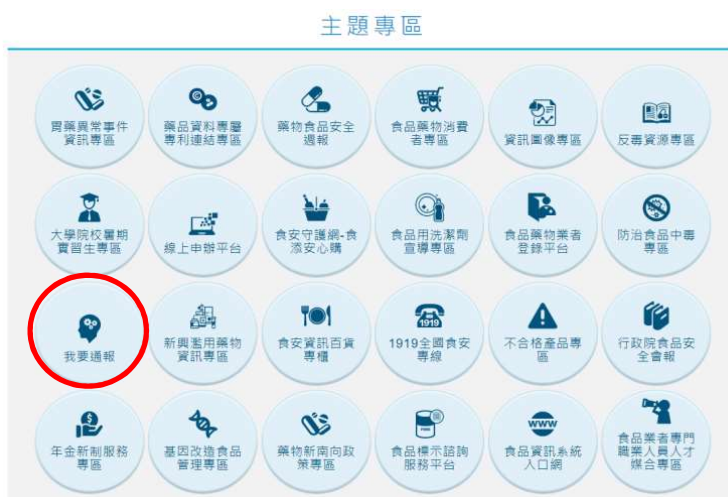 主題專區
胃藥異常事件
資訊專區
藥品資料專屬
專利連結專區
藥物食品安全
週報
食品藥物消費
者專區
資訊圖像專區
反毒資源專區
大學院校暑期
實習生專區
線上申辦平台
食安守護網-食
添安心購
食品用洗潔劑
宣導專區
食品藥物業者
登錄平台
防治食品中毒
專區
我要通報
新興濫用藥物
資訊專區
食安資訊百貨
專櫃
1919
1919全國食安
專線
不合格產品專
區
行政院食品安
全會報
年金新制服務
專區
基因改造食品
管理專區
藥物新南向政
策專區
食品標示諮詢
服務平台
WWW
食品資訊系統
入口網
食品業者專門
職業人員人才
媒合專區